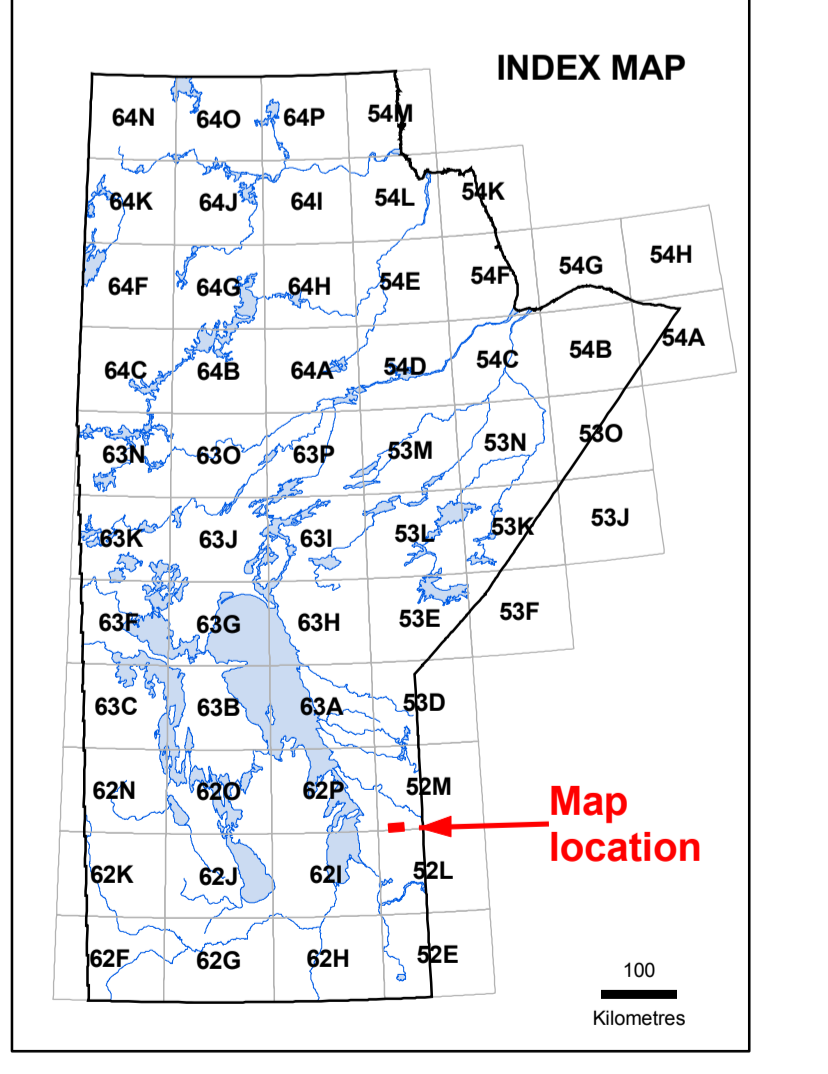 INDEX MAP
64N 64O 64P 54M
64K 64J 64I 54L 54K
64F 64G 64H 54E 54F 54G 54H
64C 64B 64A 54D 54C 54B 54A
63N 63O 63P 53M 53N 53O
63K 63J 63I 53L 53K 53J
63F 63G 63H 53E 53F
63C 63B 63A 53D
62N 62O 62P 52M
Map
location
62K 62J 62I 52L
62F 62G 62H 52E
100
Kilometres